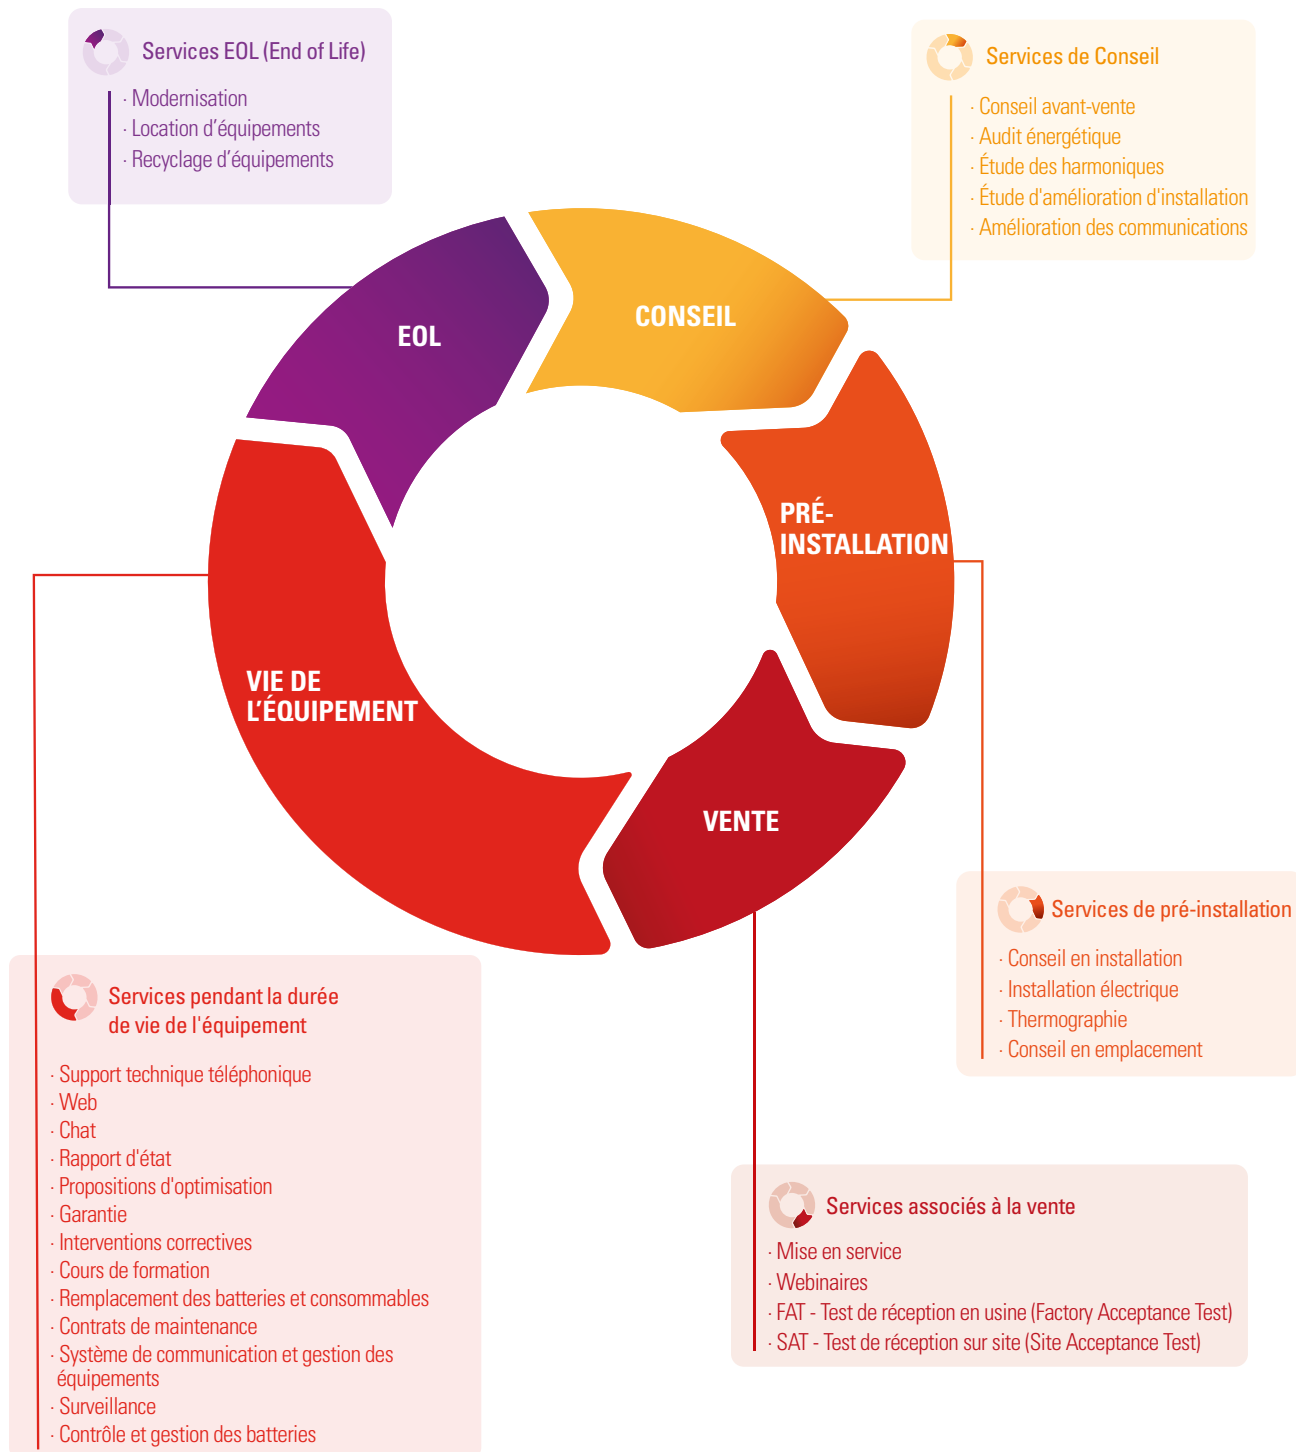 Services EOL (End of Life)
· Modernisation
· Location d'équipements
· Recyclage d'équipements
Services de Conseil
· Conseil avant-vente
· Audit énergétique
· Étude des harmoniques
· Étude d'amélioration d'installation
· Amélioration des communications
EOL
CONSEIL
PRÉ-
INSTALLATION
VIE DE
L'ÉQUIPEMENT
VENTE
Services de pré-installation
· Conseil en installation
· Installation électrique
· Thermographie
· Conseil en emplacement
Services pendant la durée
de vie de l'équipement
· Support technique téléphonique
· Web
· Chat
· Rapport d'état
· Propositions d'optimisation
· Garantie
· Interventions correctives
· Cours de formation
· Remplacement des batteries et consommables
· Contrats de maintenance
· Système de communication et gestion des
équipements
· Surveillance
· Contrôle et gestion des batteries
Services associés à la vente
· Mise en service
· Webinaires
· FAT - Test de réception en usine (Factory Acceptance Test)
· SAT - Test de réception sur site (Site Acceptance Test)